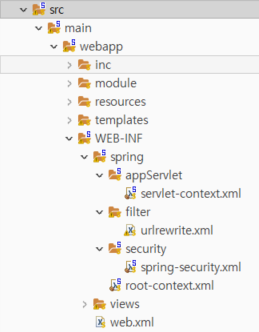 src
main
webapp
inc
module
resources
templates
WEB-INF
spring
appServlet
servlet-context.xml
filter
urlrewrite.xml
security
spring-security.xml
root-context.xml
views
web.xml